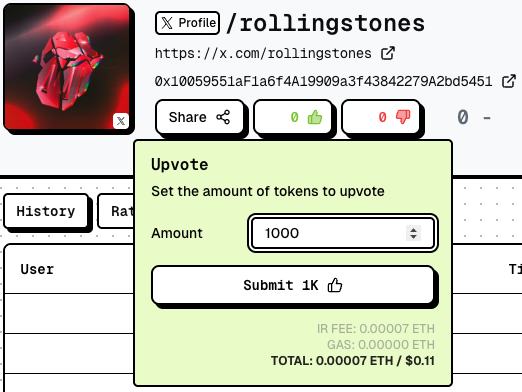 Profile /rollingstones
https://x.com/rollingstones
0x10059551aF1a6f4A19909a3f43842279A2bd5451
Share 0 0 0 -
Upvote
Set the amount of tokens to upvote
History Rat
Amount 1000
User Ti
Submit 1K
IR FEE: 0.00007 ETH
GAS: 0.00000 ETH
TOTAL: 0.00007 ETH / $0.11